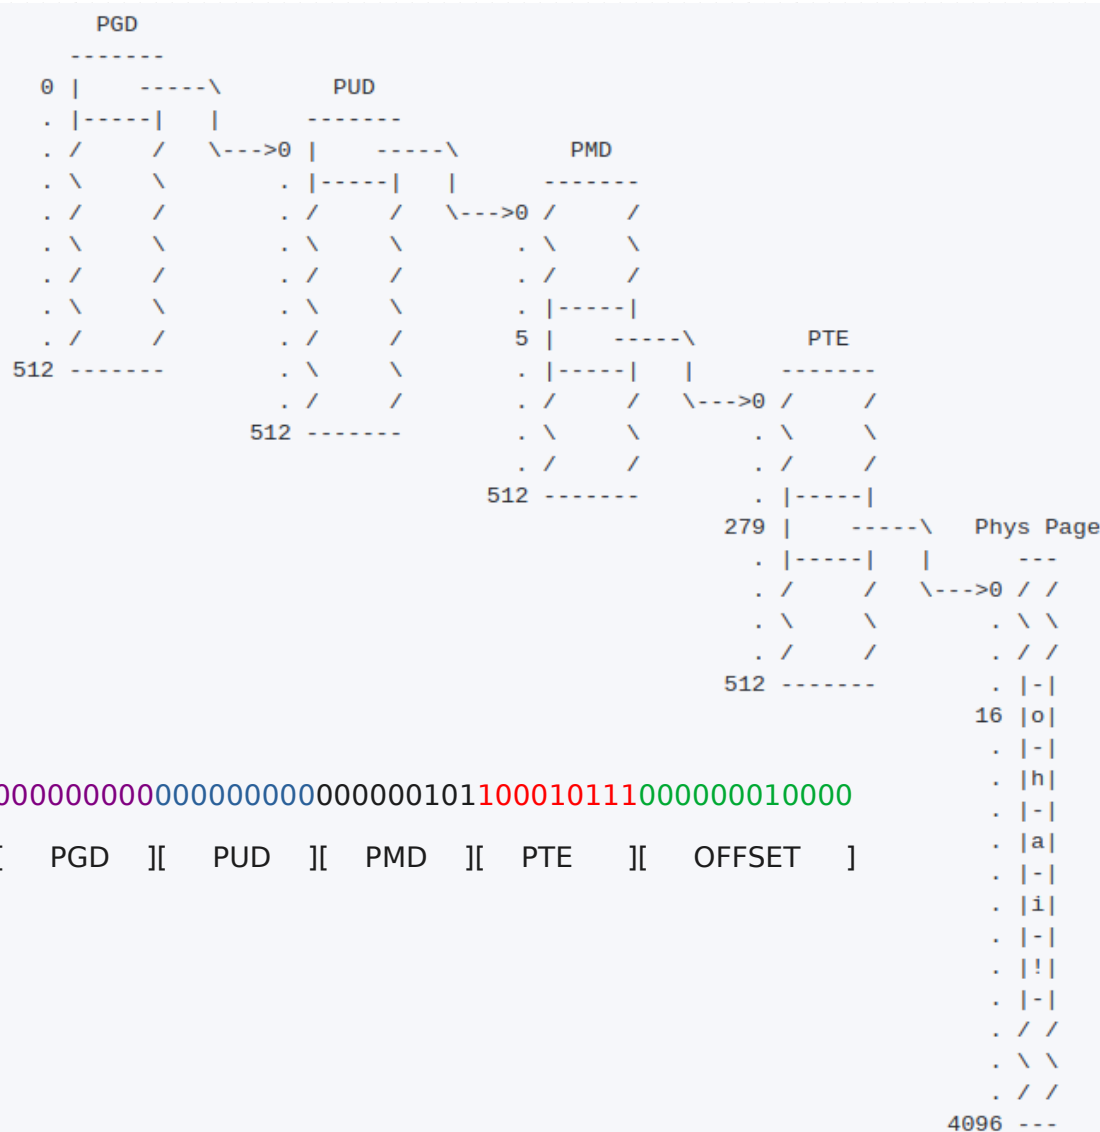 PGD
      -------
   0 |    -----\        PUD
   . |-----|   |      -------
   . /     /   \--->0 |    -----\        PMD
   . \     \        . |-----|   |      -------
   . /     /        . /     /   \--->0 /     /
   . \     \        . \     \        . \     \
   . /     /        . /     /        . /     /
   . \     \        . \     \        . |-----|
   . /     /        . /     /        5 |    -----\        PTE
 512 -------        . \     \        . |-----|   |      -------
                    . /     /        . /     /   \--->0 /     /
                  512 -------        . \     \        . \     \
                                     . /     /        . /     /
                                   512 -------        . |-----|
                                                    279 |    -----\   Phys Page
                                                      . |-----|   |      ---
                                                      . /     /   \--->0 / /
                                                      . \     \        . \ \
                                                      . /     /        . / /
                                                    512 -------        . |-|
                                                                      16 |o|
                                                                       . |-|
                                                                       . |h|
000000000000000000000000101100010111000000010000                       . |-|
[ PGD ][ PUD ][ PMD ][ PTE ][ OFFSET ]                                 . |a|
                                                                       . |-|
                                                                       . |i|
                                                                       . |-|
                                                                       . |!|
                                                                       . |-|
                                                                       . / /
                                                                       . \ \
                                                                       . / /
                                                                    4096 ---